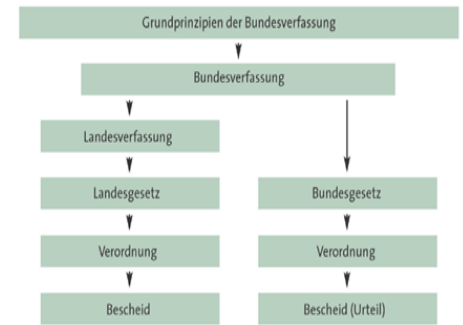 Grundprinzipien der Bundesverfassung
Bundesverfassung
Landesverfassung
Landesgesetz
Bundesgesetz
Verordnung
Verordnung
Bescheid
Bescheid (Urteil)